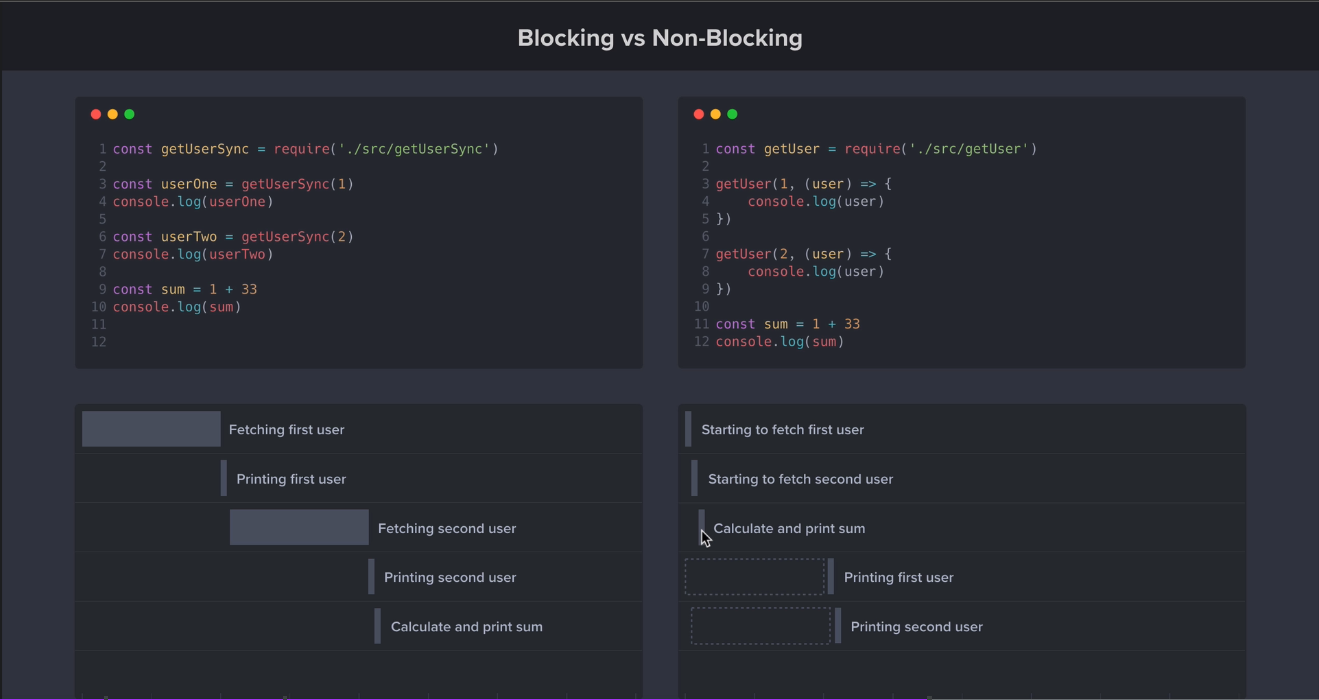 Blocking vs Non-Blocking
1 const getUserSync = require('./src/getUserSync')
2
3 const userOne = getUserSync(1)
4 console.log(userOne)
5
6 const userTwo = getUserSync(2)
7 console.log(userTwo)
8
9 const sum = 1 + 33
10 console.log(sum)
11
12
1 const getUser = require('./src/getUser')
2
3 getUser(1, (user) => {
4     console.log(user)
5 })
6
7 getUser(2, (user) => {
8     console.log(user)
9 })
10
11 const sum = 1 + 33
12 console.log(sum)
Fetching first user
Printing first user
Fetching second user
Printing second user
Calculate and print sum
Starting to fetch first user
Starting to fetch second user
Calculate and print sum
Printing first user
Printing second user